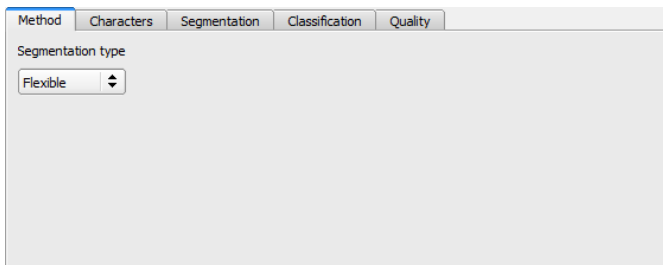 Method Characters Segmentation Classification Quality
Segmentation type
Flexible